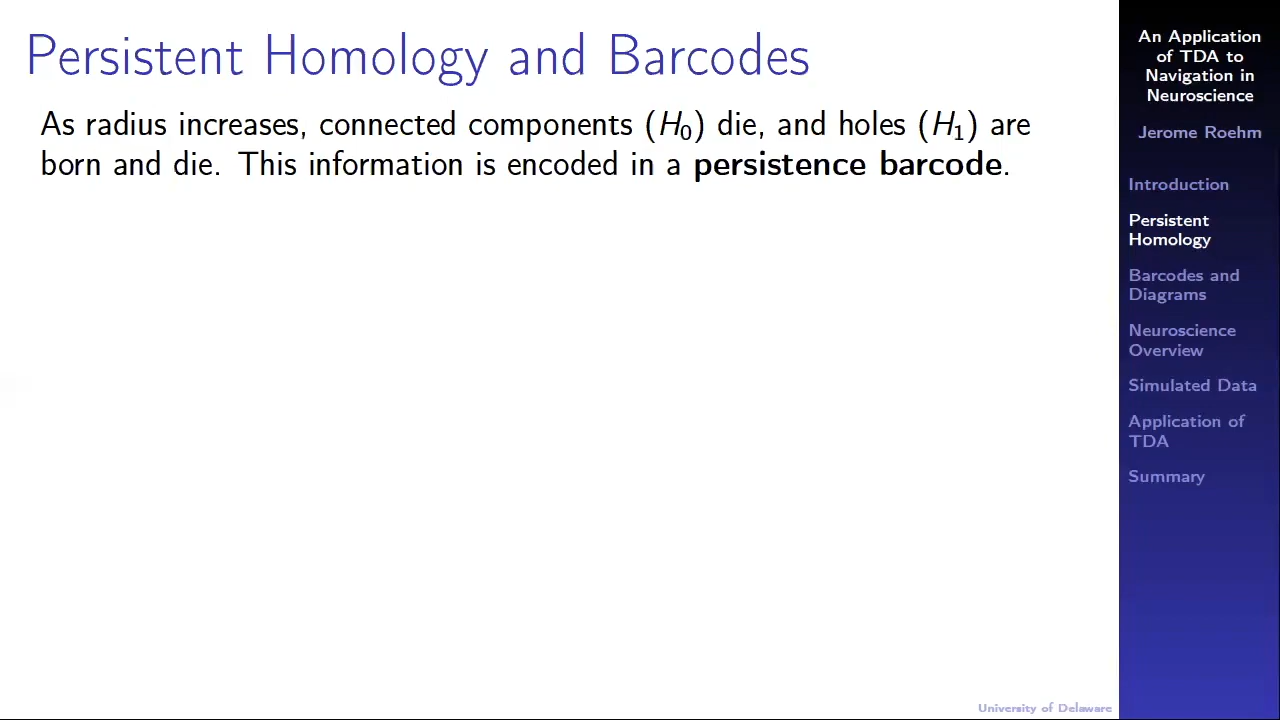 Persistent Homology and Barcodes
As radius increases, connected components (H₀) die, and holes (H₁) are
born and die. This information is encoded in a persistence barcode.
An Application
of TDA to
Navigation in
Neuroscience
Jerome Roehm
Introduction
Persistent
Homology
Barcodes and
Diagrams
Neuroscience
Overview
Simulated Data
Application of
TDA
Summary
University of Delaware